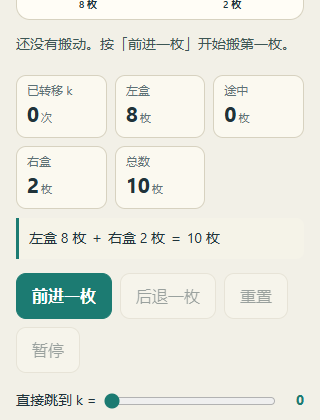 8 枚 2 枚
还没有搬动。按「前进一枚」开始搬第一枚。
已转移 k 左盒 途中
0次 8枚 0枚
右盒 总数
2枚 10枚
左盒 8 枚 + 右盒 2 枚 = 10 枚
前进一枚 后退一枚 重置
暂停
直接跳到 k = 0